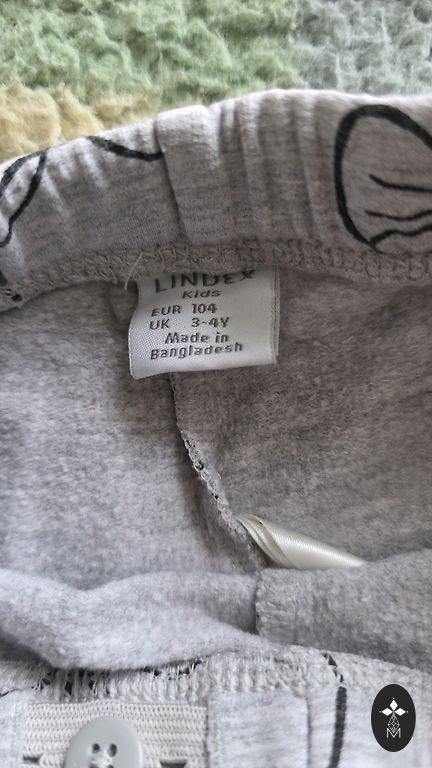 LINDEX
Kids
EUR 104
UK 3-4Y
Made in
Bangladesh